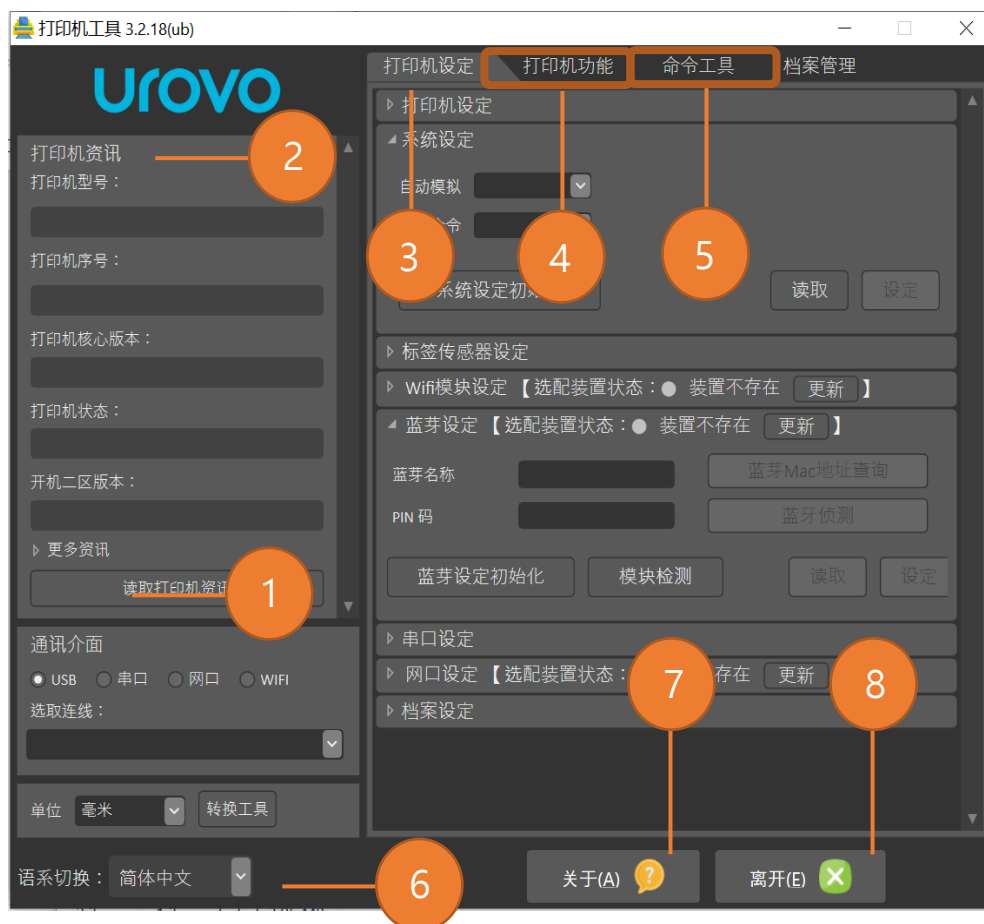 打印机工具 3.2.18(ub)
urovo
打印机资讯
打印机型号：
打印机序号：
打印机核心版本：
打印机状态：
开机二区版本：
更多资讯
读取打印机资讯
通讯介面
USB 串口 网口 WIFI
选取连线：
单位 毫米 转换工具
语系切换： 简体中文
打印机设定 打印机功能 命令工具 档案管理
打印机设定
系统设定
自动模拟
令
系统设定初 读取 设定
标签传感器设定
Wifi模块设定 【选配装置状态： 装置不存在 更新 】
蓝芽设定 【选配装置状态： 装置不存在 更新 】
蓝芽名称 蓝芽Mac地址查询
PIN 码 蓝牙侦测
蓝芽设定初始化 模块检测 读取 设定
串口设定
网口设定 【选配装置状态： 存在 更新
档案设定
关于(A) ? 离开(E)
1
2
3
4
5
6
7
8